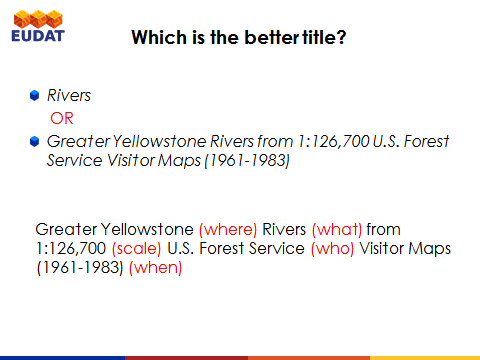 EUDAT
Which is the better title?
Rivers
OR
Greater Yellowstone Rivers from 1:126,700 U.S. Forest
Service Visitor Maps (1961-1983)
Greater Yellowstone (where) Rivers (what) from
1:126,700 (scale) U.S. Forest Service (who) Visitor Maps
(1961-1983) (when)